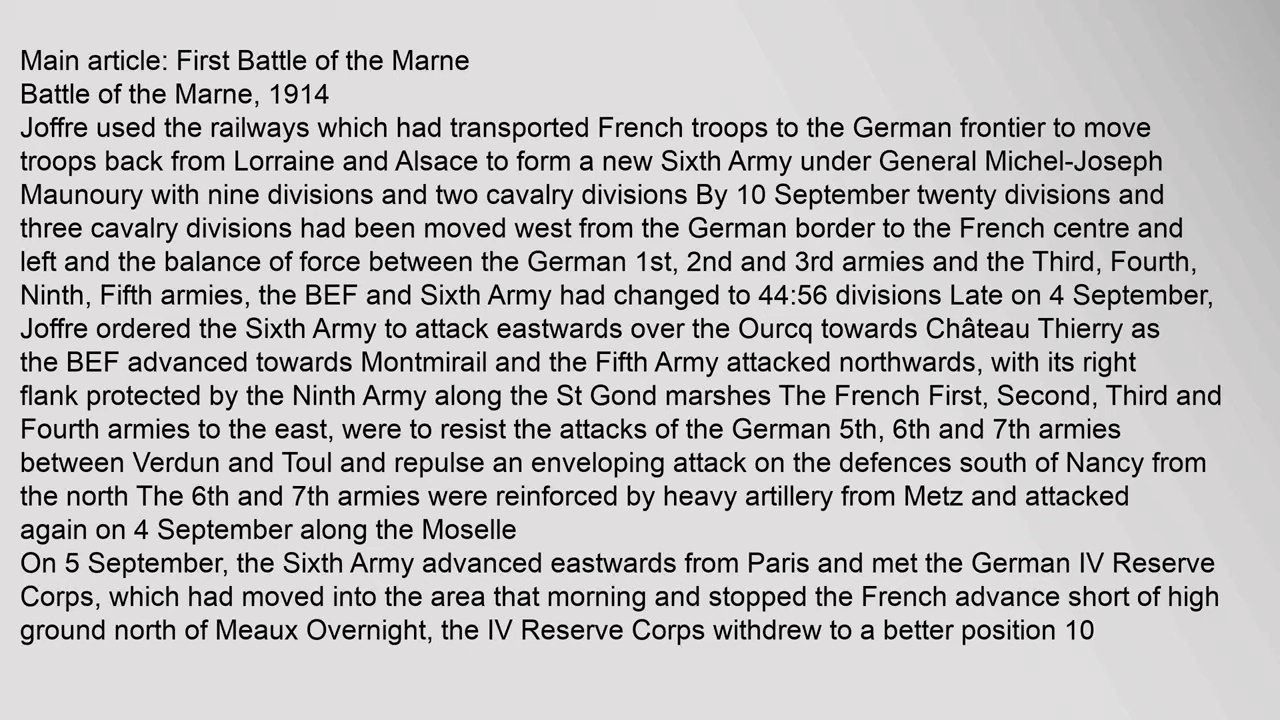 Main article: First Battle of the Marne
Battle of the Marne, 1914
Joffre used the railways which had transported French troops to the German frontier to move
troops back from Lorraine and Alsace to form a new Sixth Army under General Michel-Joseph
Maunoury with nine divisions and two cavalry divisions By 10 September twenty divisions and
three cavalry divisions had been moved west from the German border to the French centre and
left and the balance of force between the German 1st, 2nd and 3rd armies and the Third, Fourth,
Ninth, Fifth armies, the BEF and Sixth Army had changed to 44:56 divisions Late on 4 September,
Joffre ordered the Sixth Army to attack eastwards over the Ourcq towards Château Thierry as
the BEF advanced towards Montmirail and the Fifth Army attacked northwards, with its right
flank protected by the Ninth Army along the St Gond marshes The French First, Second, Third and
Fourth armies to the east, were to resist the attacks of the German 5th, 6th and 7th armies
between Verdun and Toul and repulse an enveloping attack on the defences south of Nancy from
the north The 6th and 7th armies were reinforced by heavy artillery from Metz and attacked
again on 4 September along the Moselle
On 5 September, the Sixth Army advanced eastwards from Paris and met the German IV Reserve
Corps, which had moved into the area that morning and stopped the French advance short of high
ground north of Meaux Overnight, the IV Reserve Corps withdrew to a better position 10